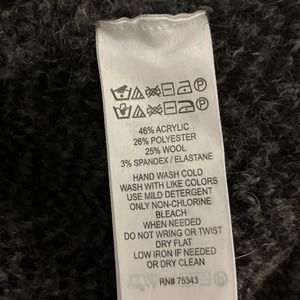 46% ACRYLIC
26% POLYESTER
25% WOOL
3% SPANDEX / ELASTANE
HAND WASH COLD
WASH WITH LIKE COLORS
USE MILD DETERGENT
ONLY NON-CHLORINE
BLEACH
WHEN NEEDED
DO NOT WRING OR TWIST
DRY FLAT
LOW IRON IF NEEDED
OR DRY CLEAN
RN# 75343